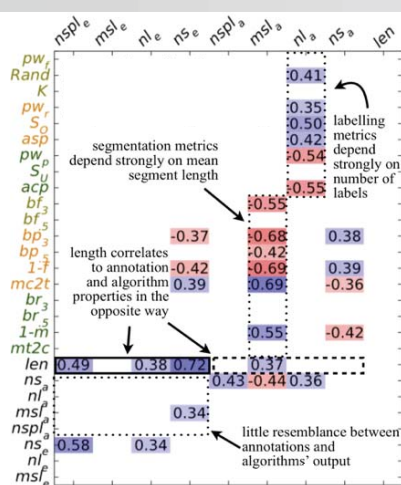 nspl_e msl_e nl_e ns_e nspl_a msl_a nl_a ns_a len
pw_f
Rand 0.41
K
pw_r 0.35
S_O 0.50
asp 0.42
pw_p -0.54
S_U
acp -0.55
bf_3 -0.55
bf_5
bp_3 -0.37 -0.68 0.38
bp_5 -0.42
1-f -0.42 -0.69 0.39
mc2t 0.39 0.69 -0.36
br_3
br_5
1-m 0.55 -0.42
mt2c
len 0.49 0.38 0.72 0.37
ns_a 0.43 -0.44 0.36
nl_a
msl_a 0.34
nspl_a
ns_e 0.58 0.34
nl_e
msl_e
segmentation metrics
depend strongly on mean
segment length
labelling
metrics
depend
strongly on
number of
labels
length correlates
to annotation
and algorithm
properties in the
opposite way
little resemblance between
annotations and
algorithms' output